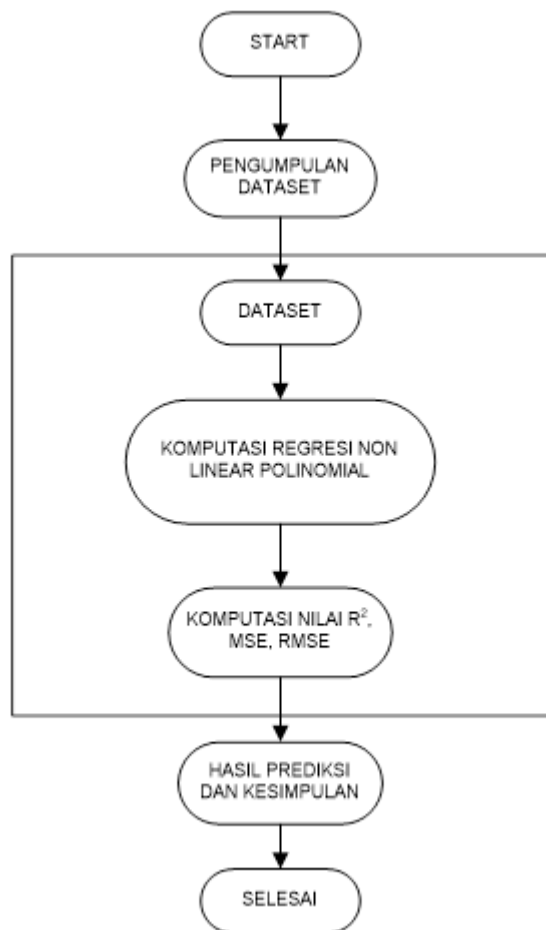 START
PENGUMPULAN
DATASET
DATASET
KOMPUTASI REGRESI NON
LINEAR POLINOMIAL
KOMPUTASI NILAI R²,
MSE, RMSE
HASIL PREDIKSI
DAN KESIMPULAN
SELESAI